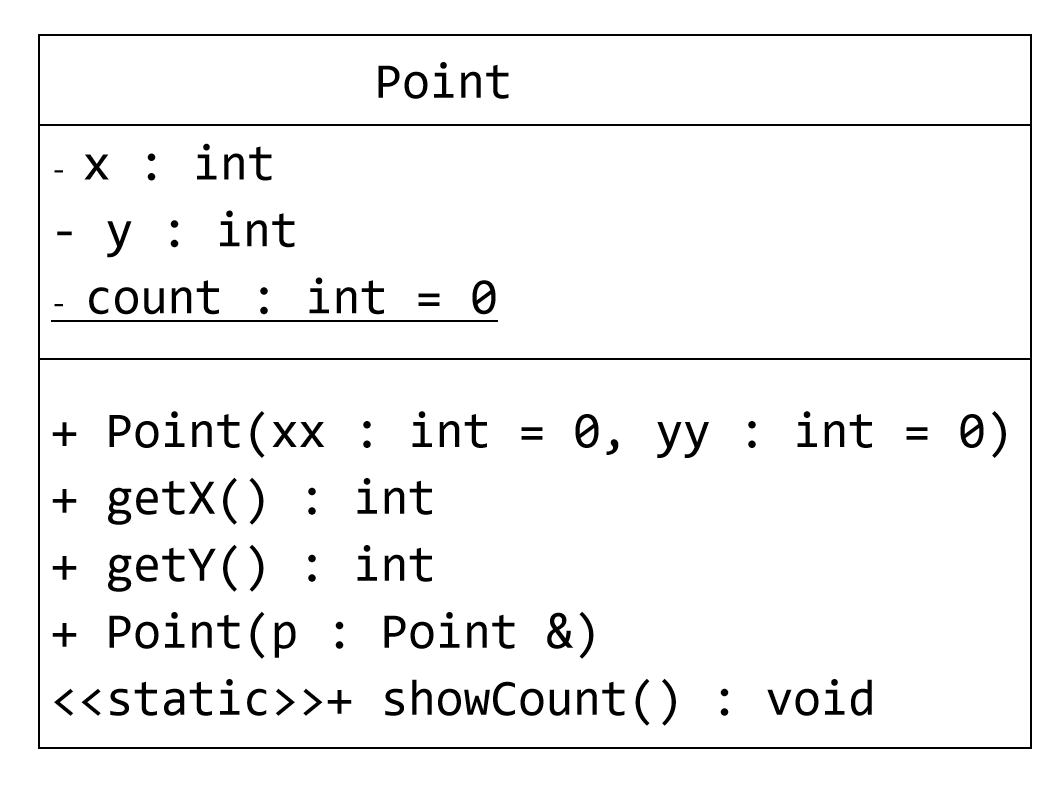 Point
- x : int
- y : int
- count : int = 0
+ Point(xx : int = 0, yy : int = 0)
+ getX() : int
+ getY() : int
+ Point(p : Point &)
<<static>>+ showCount() : void